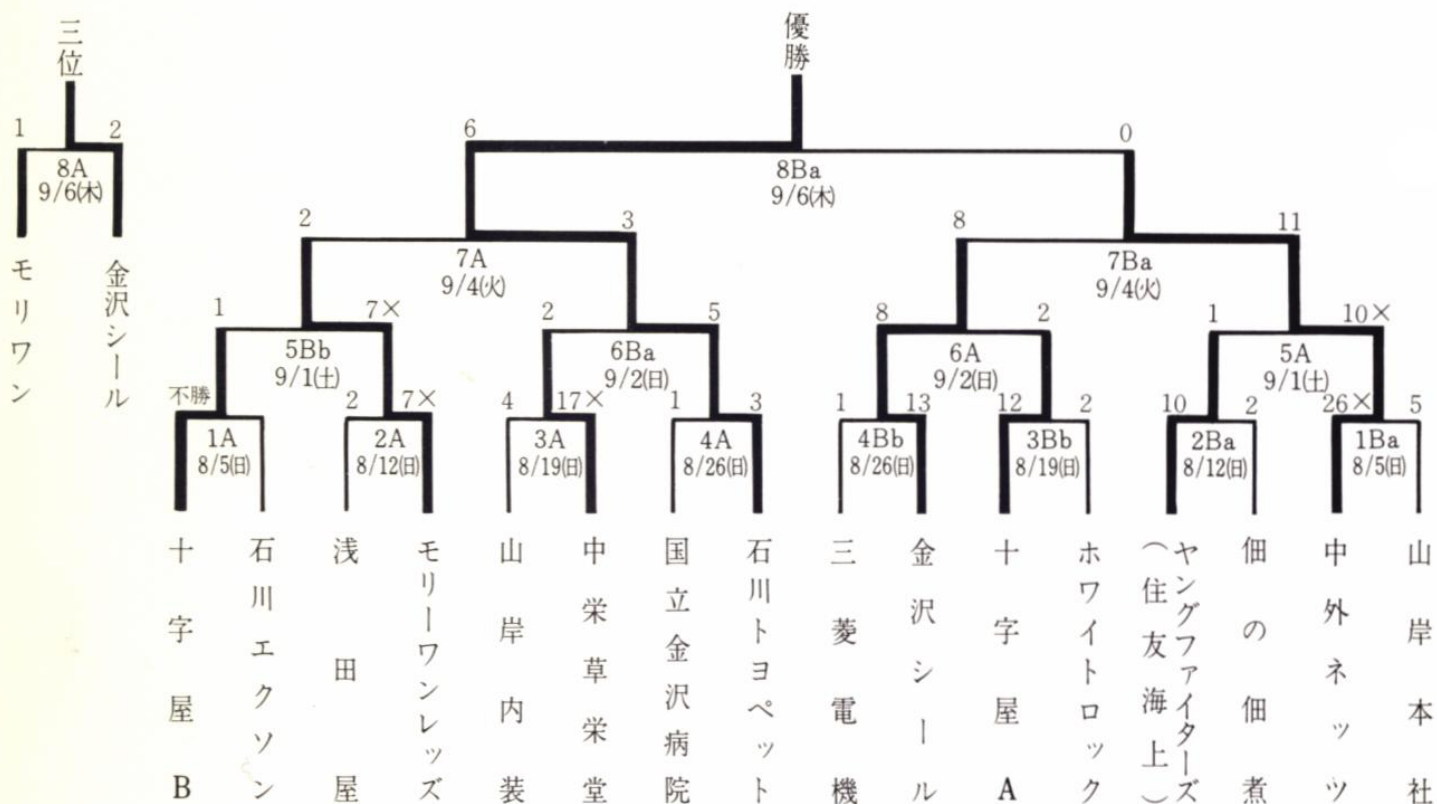 三位
1
2
8A
9/6(木)
モリワン
金沢シール
優勝
6
0
8Ba
9/6(木)
2
3
7A
9/4(火)
8
11
7Ba
9/4(火)
1
7×
5Bb
9/1(土)
2
5
6Ba
9/2(日)
8
2
6A
9/2(日)
1
10×
5A
9/1(土)
不勝
1A
8/5(日)
2
7×
2A
8/12(日)
4
17×
3A
8/19(日)
1
3
4A
8/26(日)
1
13
4Bb
8/26(日)
12
2
3Bb
8/19(日)
10
2
2Ba
8/12(日)
26×
5
1Ba
8/5(日)
十字屋B
石川エクソン
浅田屋
モリーワンレッズ
山岸内装
中栄草栄堂
国立金沢病院
石川トヨペット
三菱電機
金沢シール
十字屋A
ホワイトロック
ヤングファイターズ
(住友海上)
佃の佃煮
中外ネッツ
山岸本社